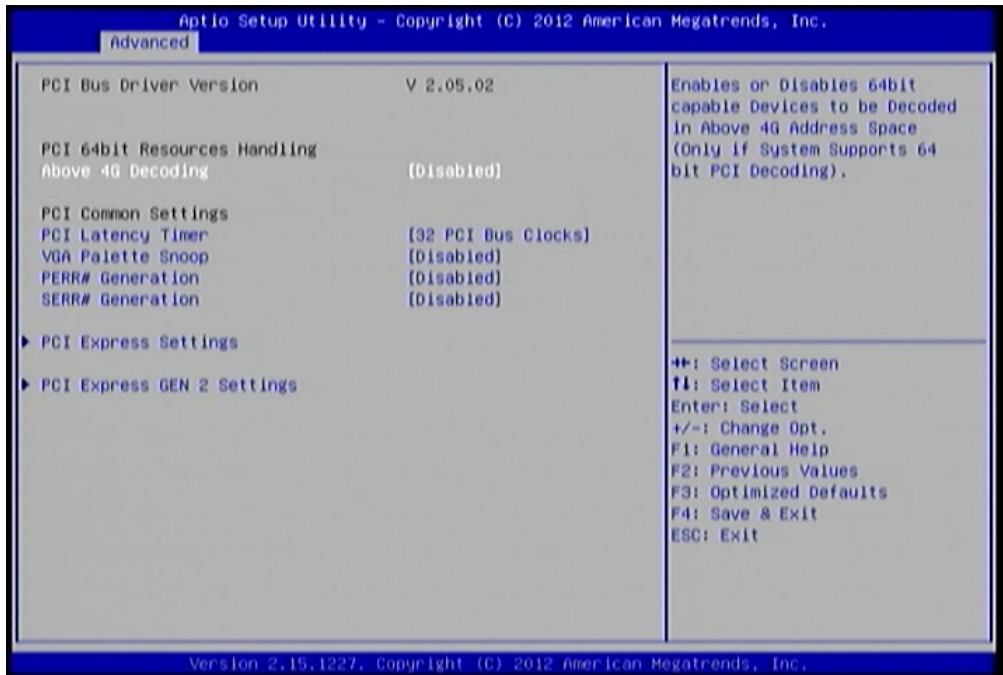 Aptio Setup Utility - Copyright (C) 2012 American Megatrends, Inc.
Advanced
PCI Bus Driver Version V 2.05.02
PCI 64bit Resources Handling
Above 4G Decoding [Disabled]
PCI Common Settings
PCI Latency Timer [32 PCI Bus Clocks]
VGA Palette Snoop [Disabled]
PERR# Generation [Disabled]
SERR# Generation [Disabled]
PCI Express Settings
PCI Express GEN 2 Settings
Enables or Disables 64bit
capable Devices to be Decoded
in Above 4G Address Space
(Only if System Supports 64
bit PCI Decoding).
→←: Select Screen
↑↓: Select Item
Enter: Select
+/-: Change Opt.
F1: General Help
F2: Previous Values
F3: Optimized Defaults
F4: Save & Exit
ESC: Exit
Version 2.15.1227. Copyright (C) 2012 American Megatrends, Inc.